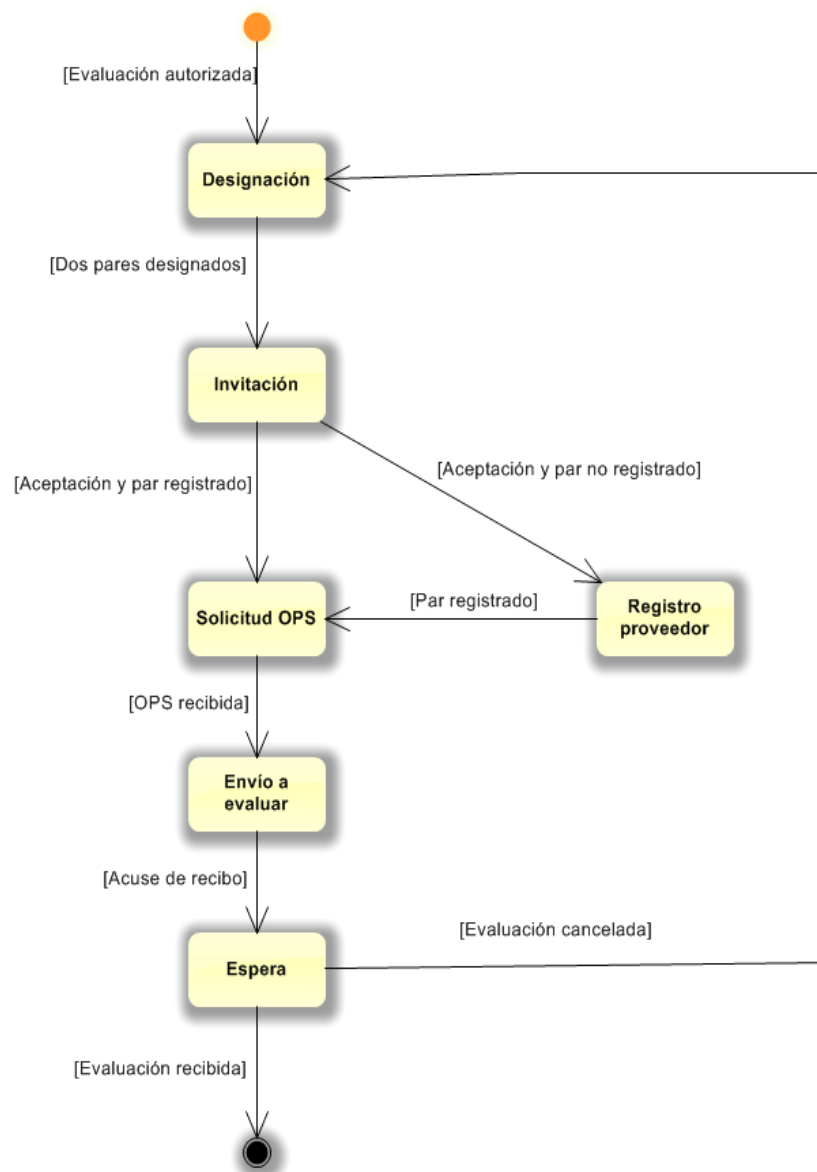 [Evaluación autorizada]
Designación
[Dos pares designados]
Invitación
[Aceptación y par registrado]
[Aceptación y par no registrado]
Solicitud OPS
[Par registrado]
Registro
proveedor
[OPS recibida]
Envío a
evaluar
[Acuse de recibo]
Espera
[Evaluación cancelada]
[Evaluación recibida]